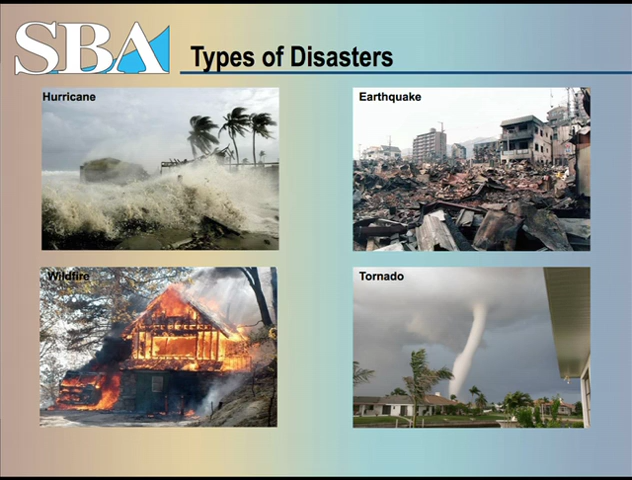 SBA
Types of Disasters
Hurricane
Earthquake
Wildfire
Tornado